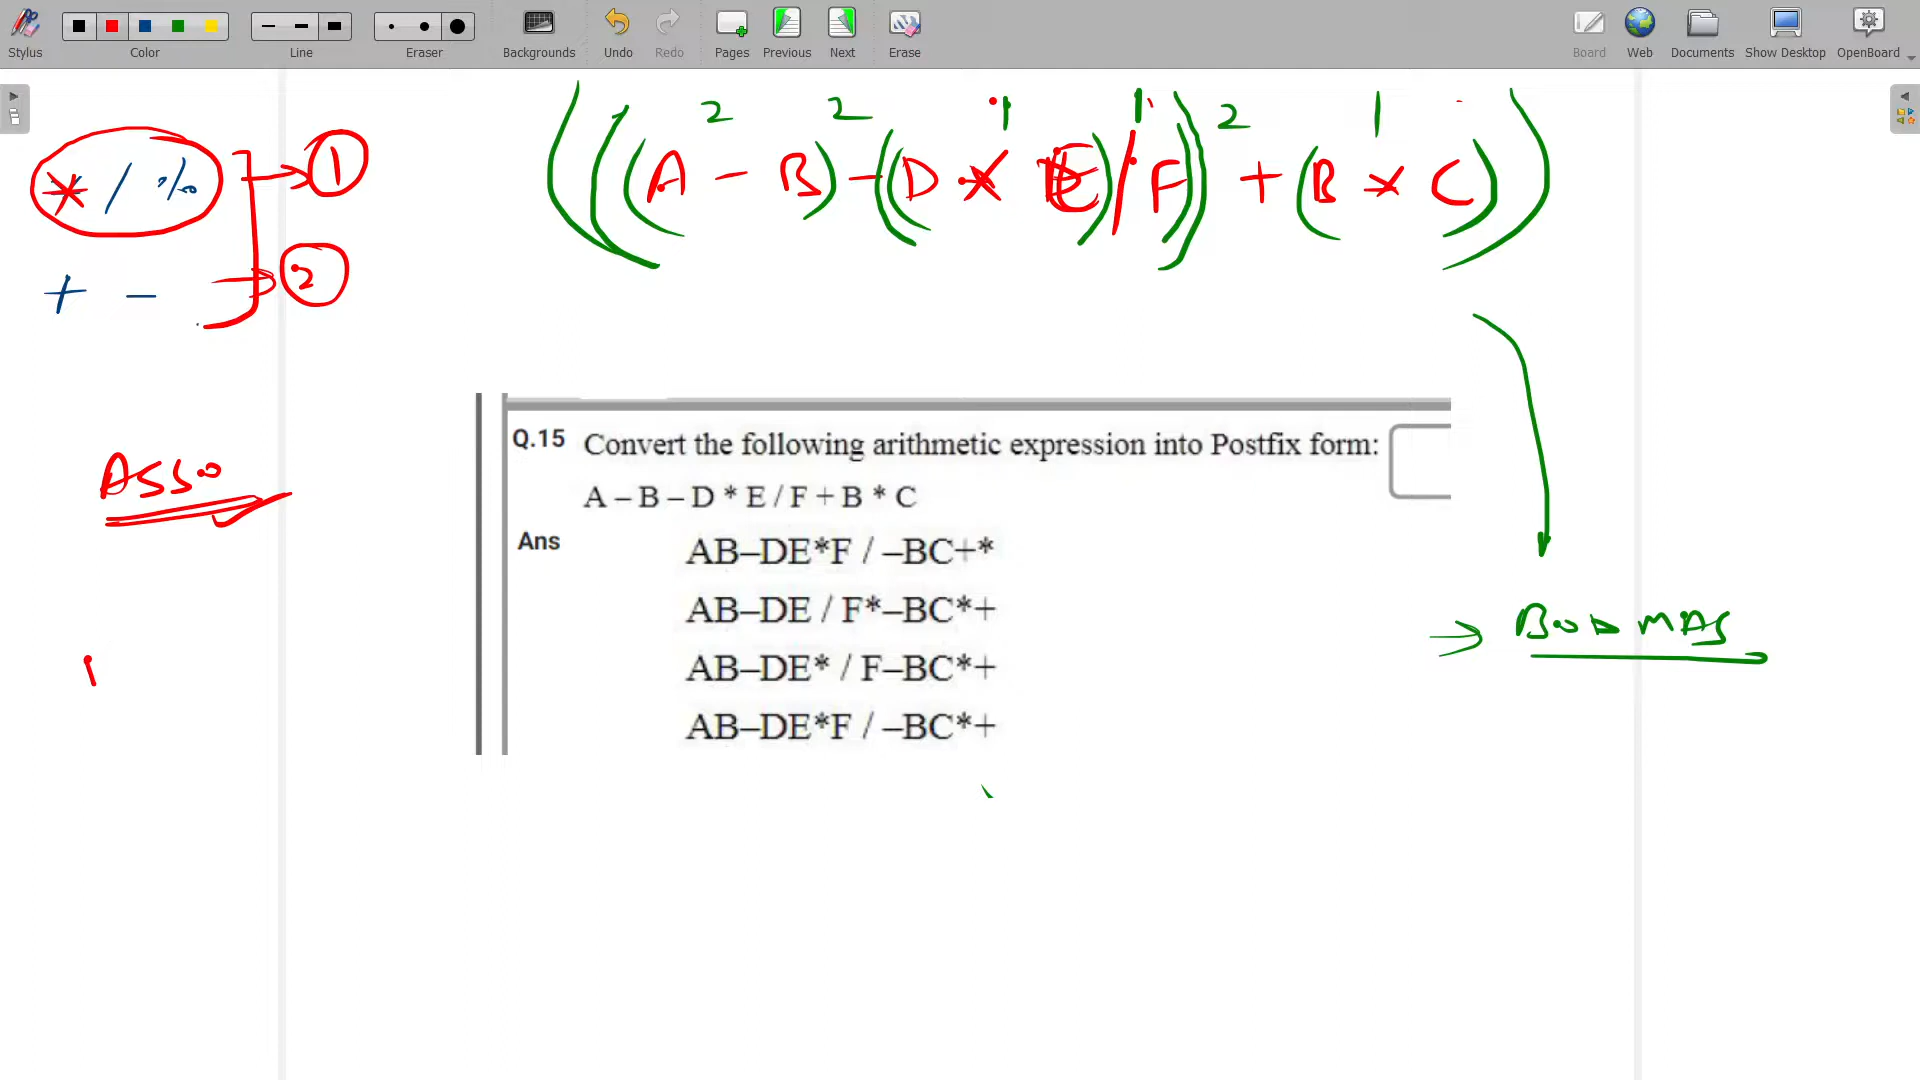 Stylus Color Line Eraser Backgrounds Undo Redo Pages Previous Next Erase Board Web Documents Show Desktop OpenBoard
2 2 1 1 2 1
(((A - B) - ((D * E) / F)) + (B * C))
* / % 1
+ - 2
Asso
Q.15 Convert the following arithmetic expression into Postfix form:
A – B – D * E / F + B * C
Ans
AB–DE*F / –BC+*
AB–DE / F*–BC*+
AB–DE* / F–BC*+
AB–DE*F / –BC*+
BODMAS